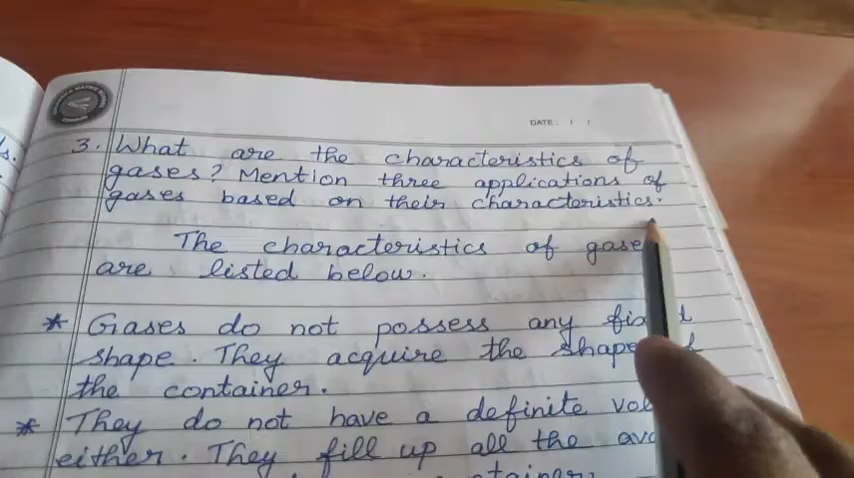 DATE: / /
s.
3. What are the characteristics of
gases? Mention three applications of
gases based on their characteristics.
The characteristics of gase
are listed below.
* Gases do not possess any
shape. They acquire the shape
the container.
* They do not have a definite vol
either. They fill up all the